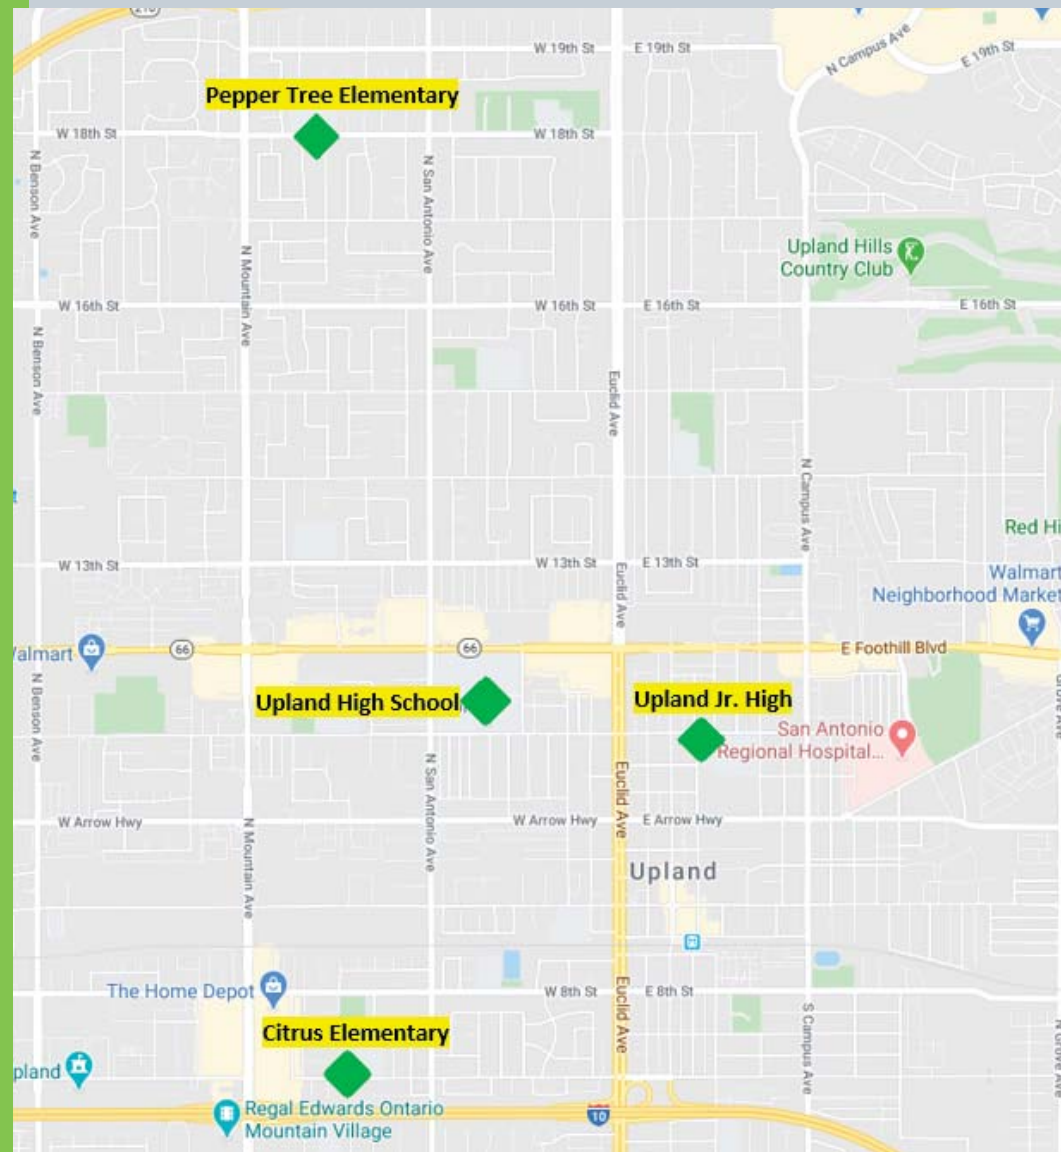 210
W 19th St
E 19th St
N Campus Ave
E 19th St
Pepper Tree Elementary
W 18th St
W 18th St
N Benson Ave
N San Antonio Ave
N Mountain Ave
Upland Hills
Country Club
W 16th St
W 16th St
E 16th St
E 16th St
N Benson Ave
Euclid Ave
N Campus Ave
Red Hi
W 13th St
W 13th St
E 13th St
Euclid Ave
Walmart
Neighborhood Market
almart
66
66
E Foothill Blvd
N Benson Ave
Upland High School
Upland Jr. High
San Antonio
Regional Hospital...
Grove Ave
N San Antonio Ave
Euclid Ave
W Arrow Hwy
N Mountain Ave
W Arrow Hwy
E Arrow Hwy
Upland
The Home Depot
W 8th St
E 8th St
Euclid Ave
S Campus Ave
N Grove Ave
Citrus Elementary
pland
Regal Edwards Ontario
Mountain Village
10